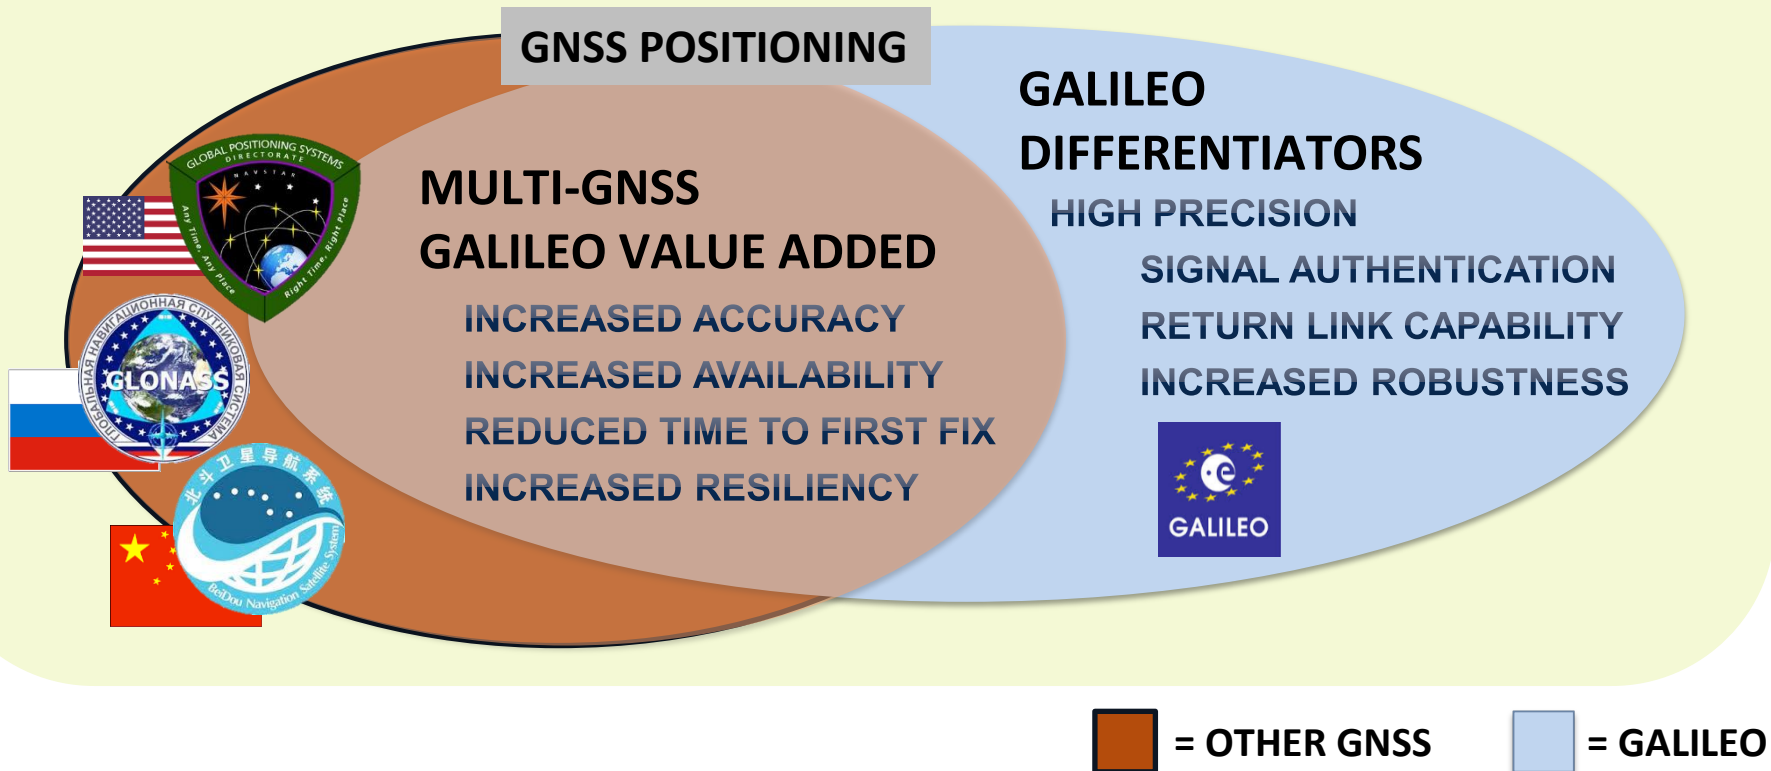 GNSS POSITIONING
GALILEO
DIFFERENTIATORS
HIGH PRECISION
SIGNAL AUTHENTICATION
RETURN LINK CAPABILITY
INCREASED ROBUSTNESS
GALILEO
MULTI-GNSS
GALILEO VALUE ADDED
INCREASED ACCURACY
INCREASED AVAILABILITY
REDUCED TIME TO FIRST FIX
INCREASED RESILIENCY
GLOBAL POSITIONING SYSTEMS
DIRECTORATE
NAVSTAR
Any Time, Any Place
Right Time, Right Place
ГЛОБАЛЬНАЯ НАВИГАЦИОННАЯ СПУТНИКОВАЯ СИСТЕМА
GLONASS
北斗卫星导航系统
BeiDou Navigation Satellite System
= OTHER GNSS
= GALILEO